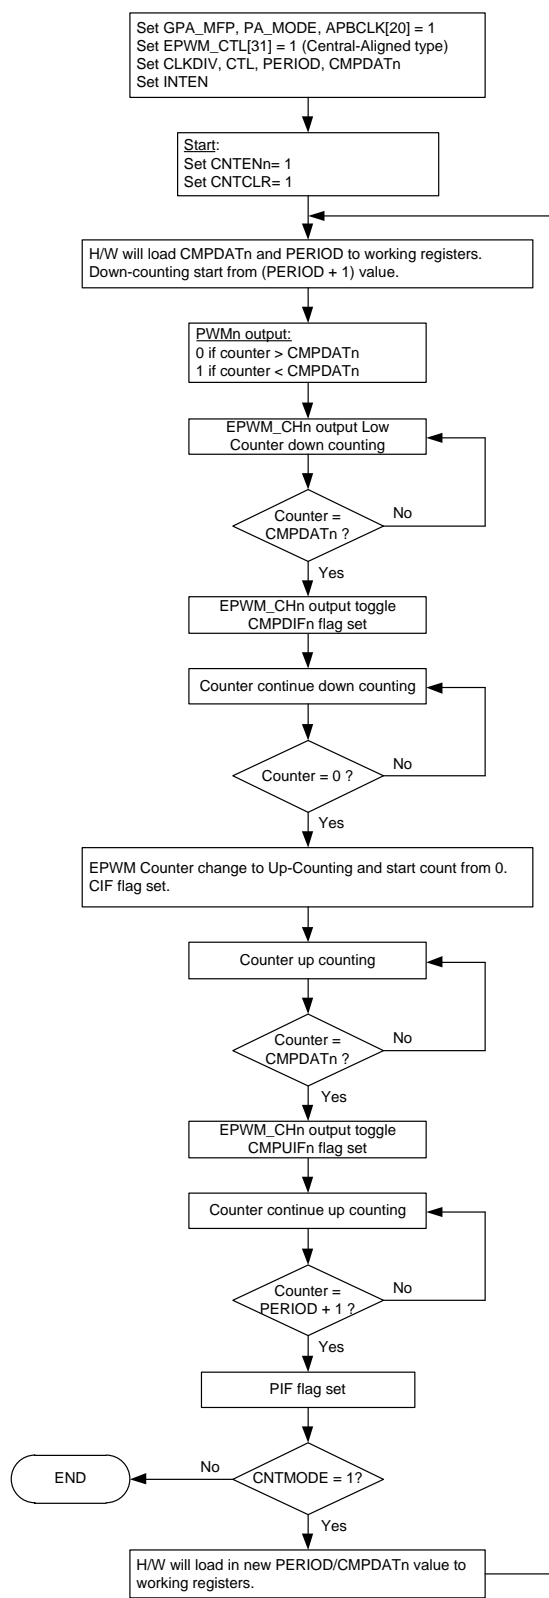 Set GPA_MFP, PA_MODE, APBCLK[20] = 1
Set EPWM_CTL[31] = 1 (Central-Aligned type)
Set CLKDIV, CTL, PERIOD, CMPDATn
Set INTEN
Start:
Set CNTENn= 1
Set CNTCLR= 1
H/W will load CMPDATn and PERIOD to working registers.
Down-counting start from (PERIOD + 1) value.
PWMn output:
0 if counter > CMPDATn
1 if counter < CMPDATn
EPWM_CHn output Low
Counter down counting
Counter =
CMPDATn ?
No
Yes
EPWM_CHn output toggle
CMPDIFn flag set
Counter continue down counting
Counter = 0 ?
No
Yes
EPWM Counter change to Up-Counting and start count from 0.
CIF flag set.
Counter up counting
Counter =
CMPDATn ?
No
Yes
EPWM_CHn output toggle
CMPUIFn flag set
Counter continue up counting
Counter =
PERIOD + 1 ?
No
Yes
PIF flag set
CNTMODE = 1?
No
END
Yes
H/W will load in new PERIOD/CMPDATn value to
working registers.